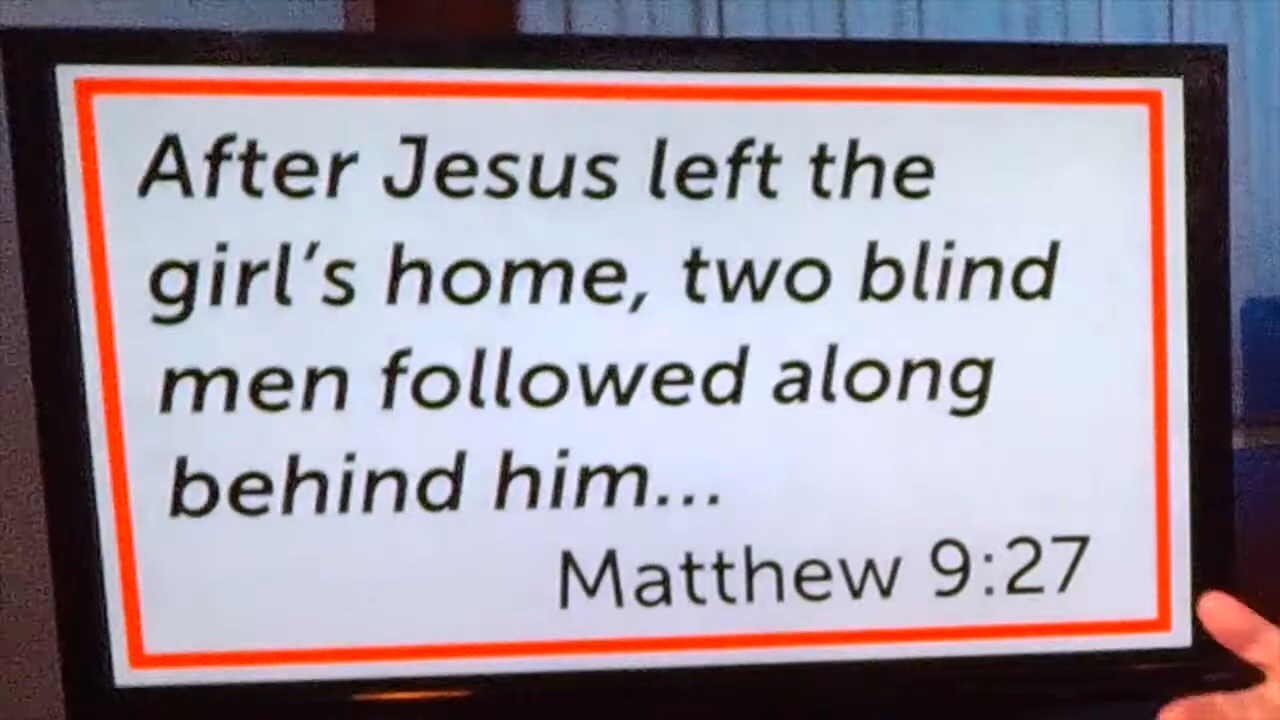 After Jesus left the
girl's home, two blind
men followed along
behind him...
Matthew 9:27